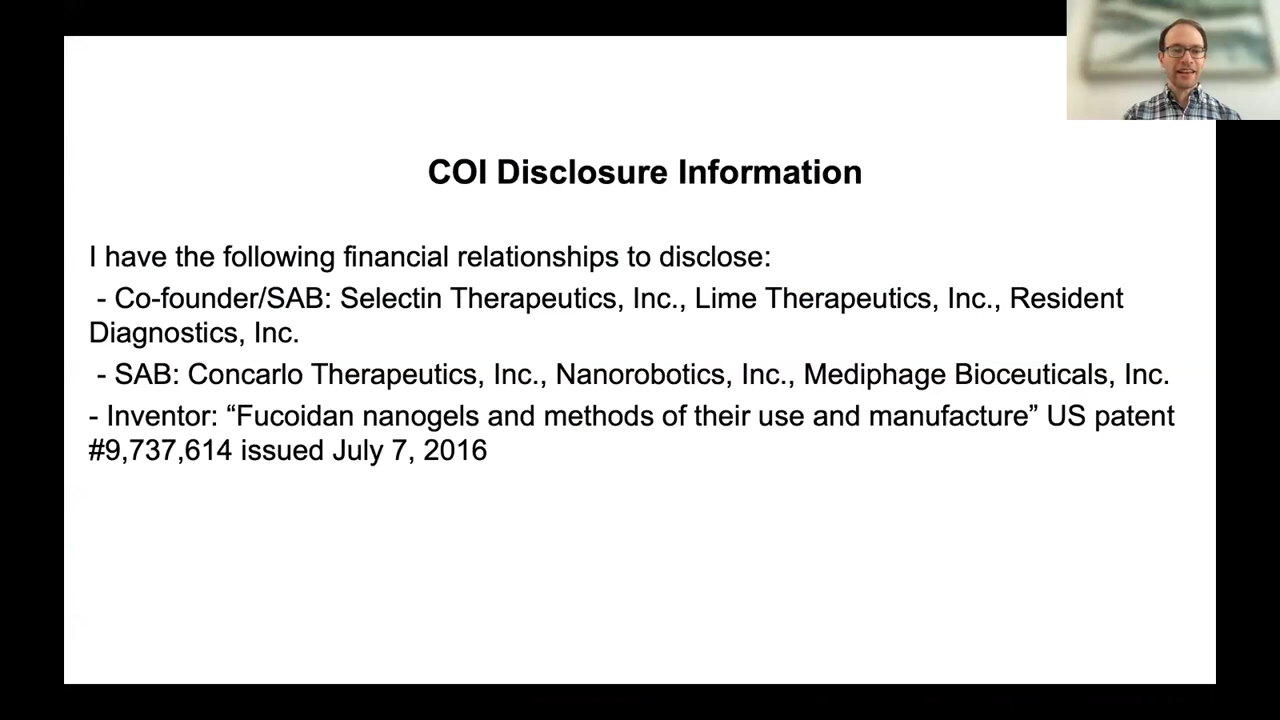 COI Disclosure Information
I have the following financial relationships to disclose:
- Co-founder/SAB: Selectin Therapeutics, Inc., Lime Therapeutics, Inc., Resident
Diagnostics, Inc.
- SAB: Concarlo Therapeutics, Inc., Nanorobotics, Inc., Mediphage Bioceuticals, Inc.
- Inventor: “Fucoidan nanogels and methods of their use and manufacture” US patent
#9,737,614 issued July 7, 2016